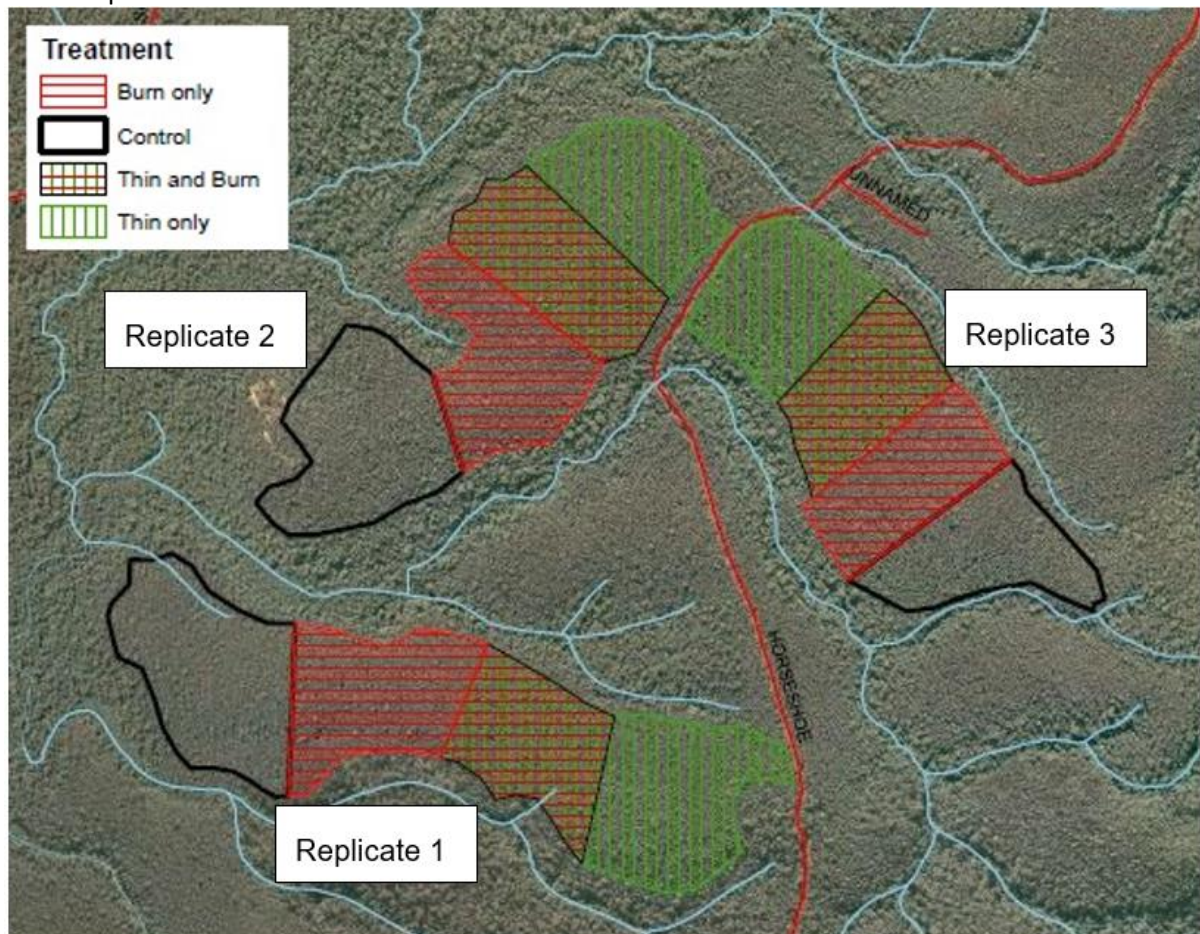 Treatment
Burn only
Control
Thin and Burn
Thin only
UNNAMED
Replicate 2
Replicate 3
HORSESHOE
Replicate 1